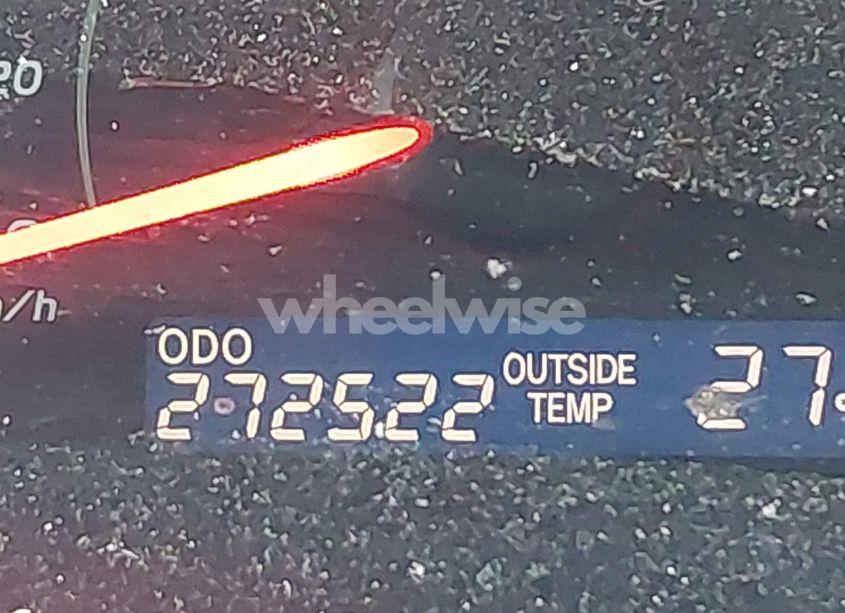 20
/h
wheelwise
ODO
272522
OUTSIDE
TEMP
27